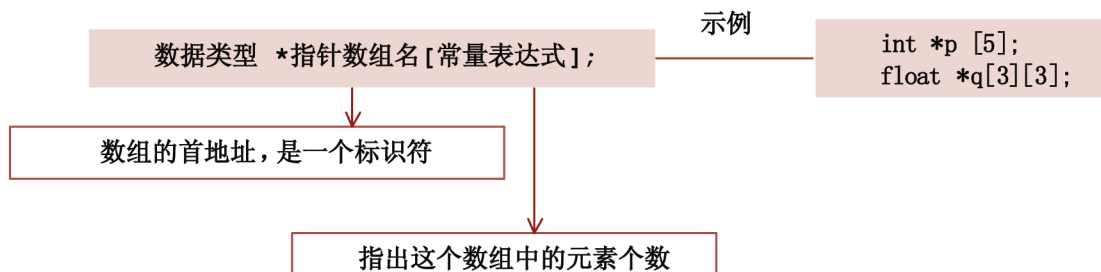 示例
数据类型 *指针数组名[常量表达式];
int *p [5];
float *q[3][3];
数组的首地址，是一个标识符
指出这个数组中的元素个数